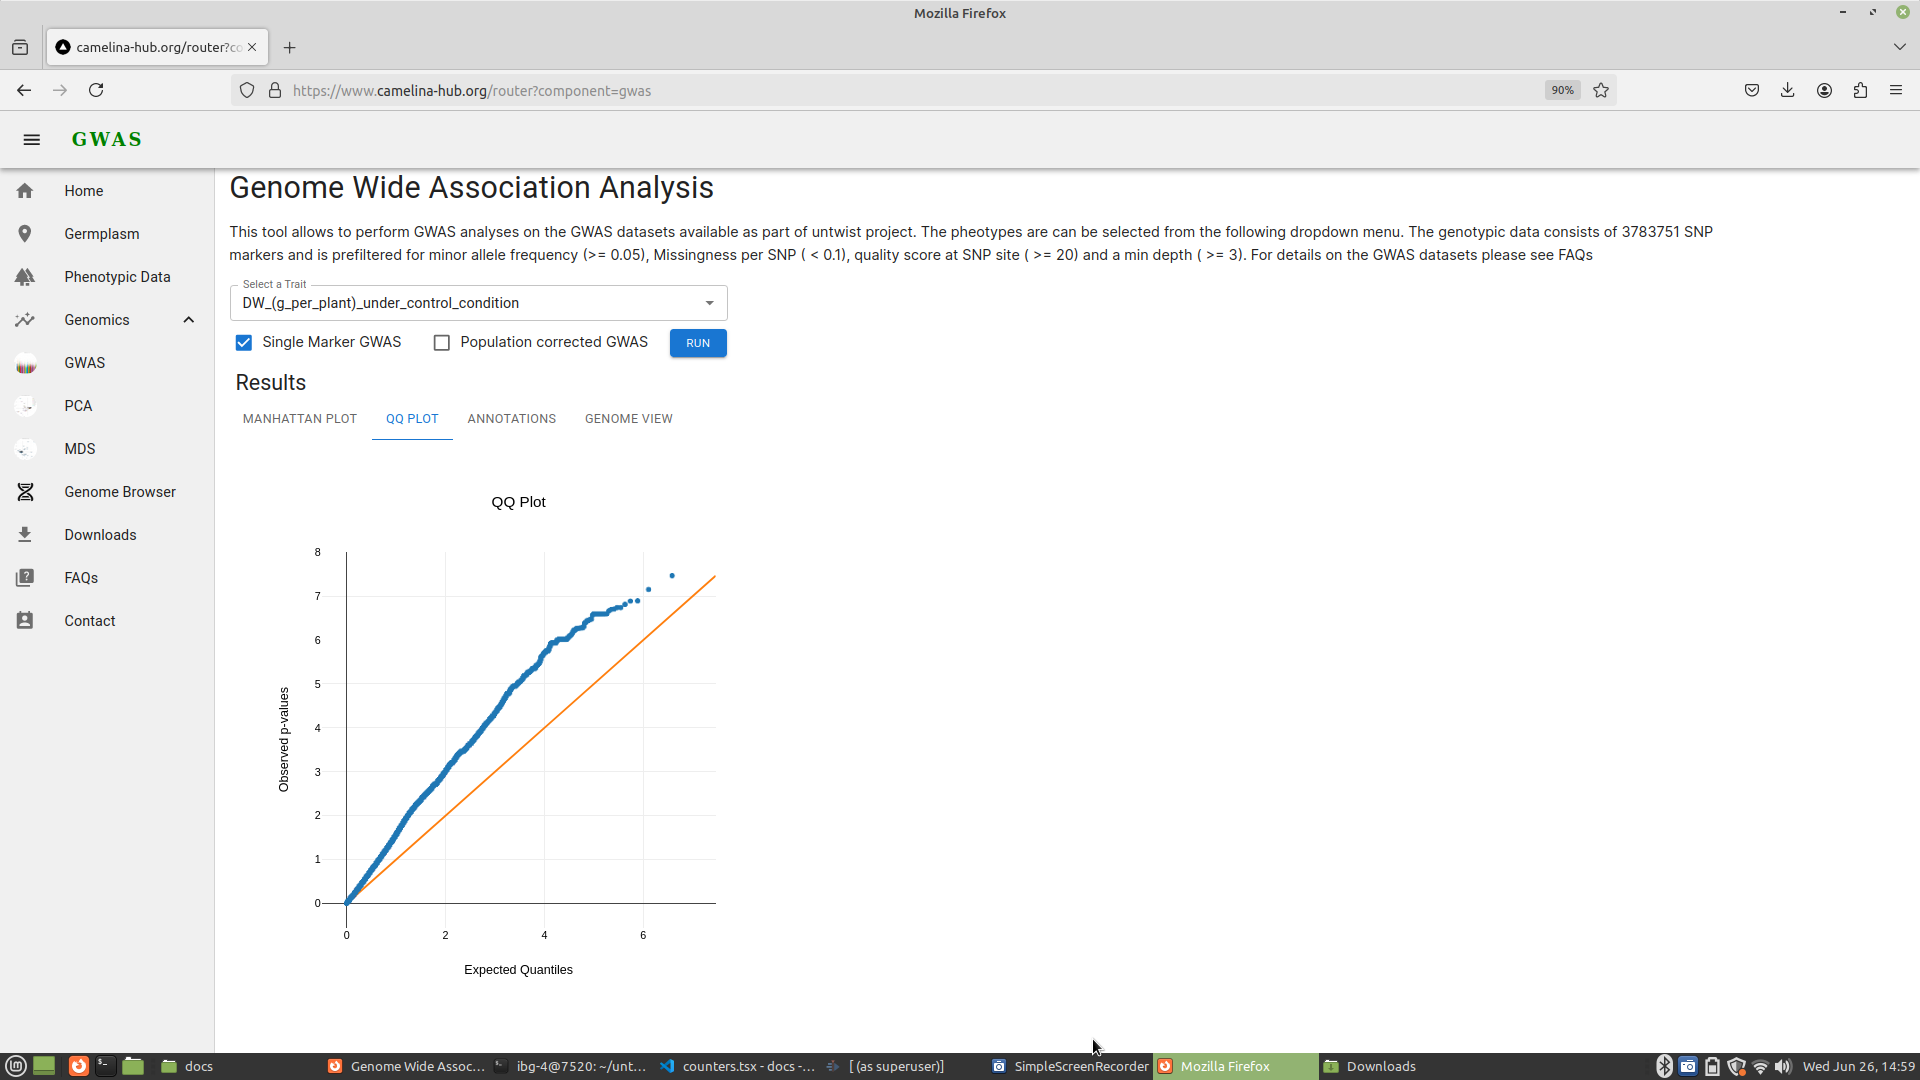 Mozilla Firefox
camelina-hub.org/router?co
https://www.camelina-hub.org/router?component=gwas
90%
GWAS
Home
Germplasm
Phenotypic Data
Genomics
GWAS
PCA
MDS
Genome Browser
Downloads
FAQs
Contact
Genome Wide Association Analysis
This tool allows to perform GWAS analyses on the GWAS datasets available as part of untwist project. The pheotypes are can be selected from the following dropdown menu. The genotypic data consists of 3783751 SNP
markers and is prefiltered for minor allele frequency (>= 0.05), Missingness per SNP ( < 0.1), quality score at SNP site ( >= 20) and a min depth ( >= 3). For details on the GWAS datasets please see FAQs
Select a Trait
DW_(g_per_plant)_under_control_condition
Single Marker GWAS
Population corrected GWAS
RUN
Results
MANHATTAN PLOT
QQ PLOT
ANNOTATIONS
GENOME VIEW
QQ Plot
8
7
6
5
4
3
2
1
0
Observed p-values
0 2 4 6
Expected Quantiles
docs
Genome Wide Assoc...
ibg-4@7520: ~/unt...
counters.tsx - docs -...
[ (as superuser)]
SimpleScreenRecorder
Mozilla Firefox
Downloads
Wed Jun 26, 14:59